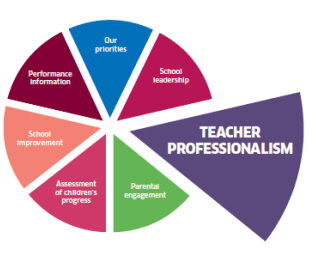 Our
priorities
School
leadership
TEACHER
PROFESSIONALISM
Parental
engagement
Assessment
of children's
progress
School
improvement
Performance
information